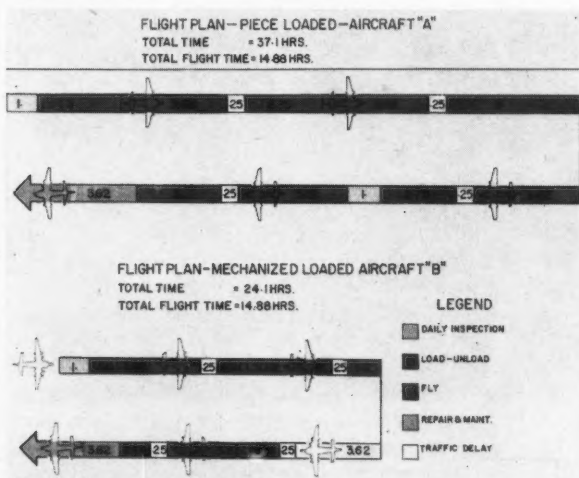 FLIGHT PLAN-PIECE LOADED-AIRCRAFT "A"
TOTAL TIME = 37·1 HRS.
TOTAL FLIGHT TIME=14·88 HRS.
1· ·25 ·25
3.62 ·25 1· ·25
FLIGHT PLAN-MECHANIZED LOADED AIRCRAFT "B"
TOTAL TIME = 24·1 HRS.
TOTAL FLIGHT TIME=14·88 HRS.
LEGEND
DAILY INSPECTION
LOAD-UNLOAD
FLY
REPAIR & MAINT.
TRAFFIC DELAY
1· ·25 ·25
3.62 ·25 ·25 3.62